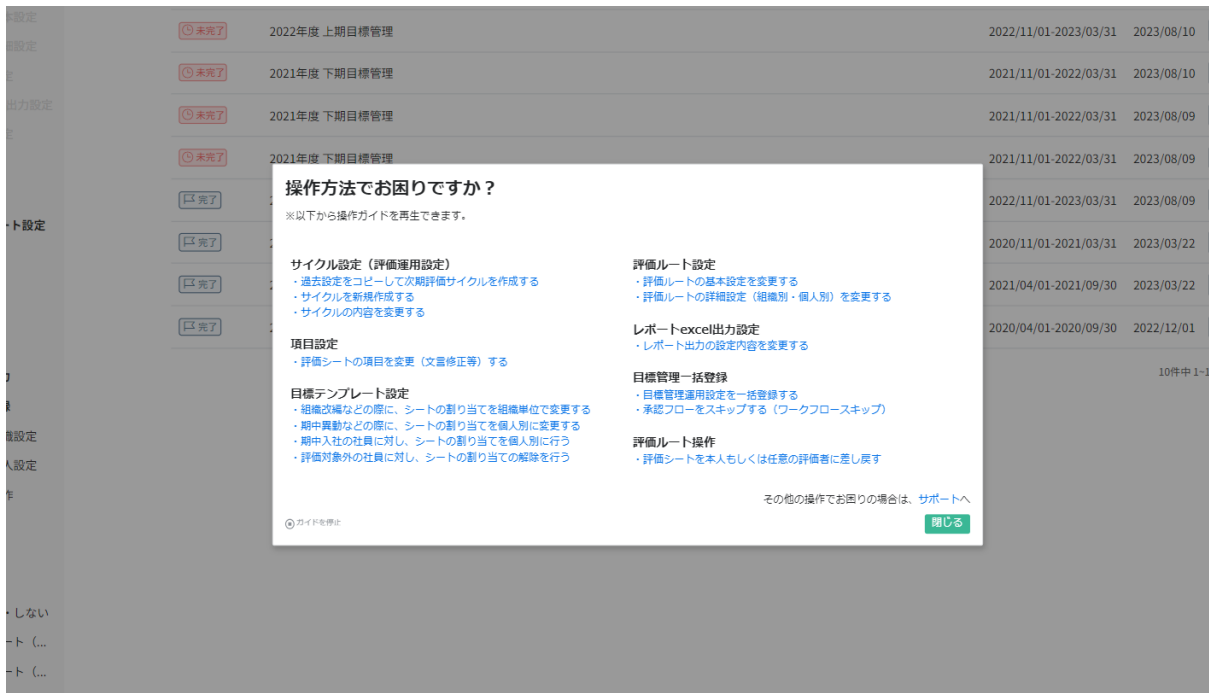 本設定
設定
定
出力設定
定
ート設定
力
録
織設定
人設定
作
・しない
ート（...
ート（...
未完了 2022年度 上期目標管理 2022/11/01-2023/03/31 2023/08/10
未完了 2021年度 下期目標管理 2021/11/01-2022/03/31 2023/08/10
未完了 2021年度 下期目標管理 2021/11/01-2022/03/31 2023/08/09
未完了 2021年度 下期目標管理 2021/11/01-2022/03/31 2023/08/09
完了 2022/11/01-2023/03/31 2023/08/09
完了 2020/11/01-2021/03/31 2023/03/22
完了 2021/04/01-2021/09/30 2023/03/22
完了 2020/04/01-2020/09/30 2022/12/01
10件中 1~1
操作方法でお困りですか？
※以下から操作ガイドを再生できます。
サイクル設定（評価運用設定）
・過去設定をコピーして次期評価サイクルを作成する
・サイクルを新規作成する
・サイクルの内容を変更する
項目設定
・評価シートの項目を変更（文言修正等）する
目標テンプレート設定
・組織改編などの際に、シートの割り当てを組織単位で変更する
・期中異動などの際に、シートの割り当てを個人別に変更する
・期中入社の社員に対し、シートの割り当てを個人別に行う
・評価対象外の社員に対し、シートの割り当ての解除を行う
評価ルート設定
・評価ルートの基本設定を変更する
・評価ルートの詳細設定（組織別・個人別）を変更する
レポートexcel出力設定
・レポート出力の設定内容を変更する
目標管理一括登録
・目標管理運用設定を一括登録する
・承認フローをスキップする（ワークフロースキップ）
評価ルート操作
・評価シートを本人もしくは任意の評価者に差し戻す
その他の操作でお困りの場合は、サポートへ
ガイドを停止
閉じる